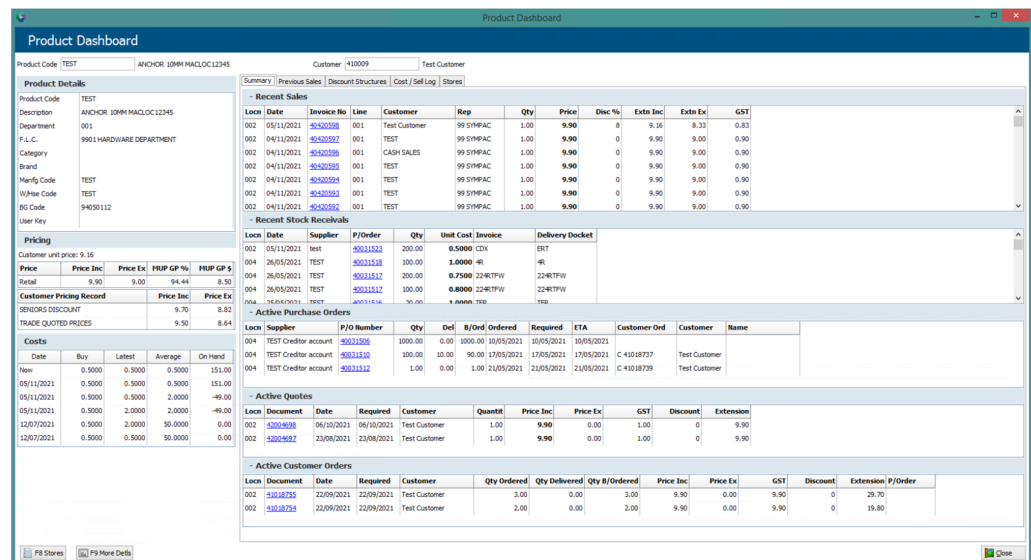 Product Dashboard
Product Dashboard
Product Code TEST ANCHOR 10MM MACLOC12345 Customer 410009 Test Customer
Product Details
Product Code TEST
Description ANCHOR 10MM MACLOC12345
Department 001
F.L.C. 9901 HARDWARE DEPARTMENT
Category
Brand
Manfg Code TEST
W/Hse Code TEST
BG Code 94050112
User Key
Pricing
Customer unit price: 9.16
Price Price Inc Price Ex MUP GP % MUP GP $
Retail 9.90 9.00 94.44 8.50
Customer Pricing Record Price Inc Price Ex
SENIORS DISCOUNT 9.70 8.82
TRADE QUOTED PRICES 9.50 8.64
Costs
Date Buy Latest Average On Hand
Now 0.5000 0.5000 0.5000 151.00
05/11/2021 0.5000 0.5000 0.5000 151.00
05/11/2021 0.5000 0.5000 2.0000 -49.00
05/11/2021 0.5000 2.0000 2.0000 -49.00
12/07/2021 0.5000 2.0000 50.0000 0.00
12/07/2021 0.5000 0.5000 50.0000 0.00
Summary Previous Sales Discount Structures Cost / Sell Log Stores
- Recent Sales
Locn Date Invoice No Line Customer Rep Qty Price Disc % Extn Inc Extn Ex GST
002 05/11/2021 40420598 001 Test Customer 99 SYMPAC 1.00 9.90 8 9.16 8.33 0.83
002 04/11/2021 40420597 001 TEST 99 SYMPAC 1.00 9.90 0 9.90 9.00 0.90
002 04/11/2021 40420596 001 CASH SALES 99 SYMPAC 1.00 9.90 0 9.90 9.00 0.90
002 04/11/2021 40420595 001 TEST 99 SYMPAC 1.00 9.90 0 9.90 9.00 0.90
002 04/11/2021 40420594 001 TEST 99 SYMPAC 1.00 9.90 0 9.90 9.00 0.90
002 04/11/2021 40420593 001 TEST 99 SYMPAC 1.00 9.90 0 9.90 9.00 0.90
002 04/11/2021 40420592 001 TEST 99 SYMPAC 1.00 9.90 0 9.90 9.00 0.90
- Recent Stock Receivals
Locn Date Supplier P/Order Qty Unit Cost Invoice Delivery Docket
002 05/11/2021 test 40031523 200.00 0.5000 CDX ERT
004 26/05/2021 TEST 40031518 100.00 1.0000 4R 4R
004 26/05/2021 TEST 40031517 200.00 0.7500 224RTFW 224RTFW
004 26/05/2021 TEST 40031517 100.00 0.8000 224RTFW 224RTFW
004 25/05/2021 TEST 40031516 20.00 1.0000 TER TER
- Active Purchase Orders
Locn Supplier P/O Number Qty Del B/Ord Ordered Required ETA Customer Ord Customer Name
004 TEST Creditor account 40031506 1000.00 0.00 1000.00 10/05/2021 10/05/2021 10/05/2021
004 TEST Creditor account 40031510 100.00 10.00 90.00 17/05/2021 17/05/2021 17/05/2021 C 41018737 Test Customer
004 TEST Creditor account 40031512 1.00 0.00 1.00 21/05/2021 21/05/2021 21/05/2021 C 41018739 Test Customer
- Active Quotes
Locn Document Date Required Customer Quantit Price Inc Price Ex GST Discount Extension
002 42004698 06/10/2021 06/10/2021 Test Customer 1.00 9.90 0.00 1.00 0 9.90
002 42004697 23/08/2021 23/08/2021 Test Customer 1.00 9.90 0.00 1.00 0 9.90
- Active Customer Orders
Locn Document Date Required Customer Qty Ordered Qty Delivered Qty B/Ordered Price Inc Price Ex GST Discount Extension P/Order
002 41018755 22/09/2021 22/09/2021 Test Customer 3.00 0.00 3.00 9.90 0.00 9.90 0 29.70
002 41018754 22/09/2021 22/09/2021 Test Customer 2.00 0.00 2.00 9.90 0.00 9.90 0 19.80
F8 Stores F9 More Detls Close